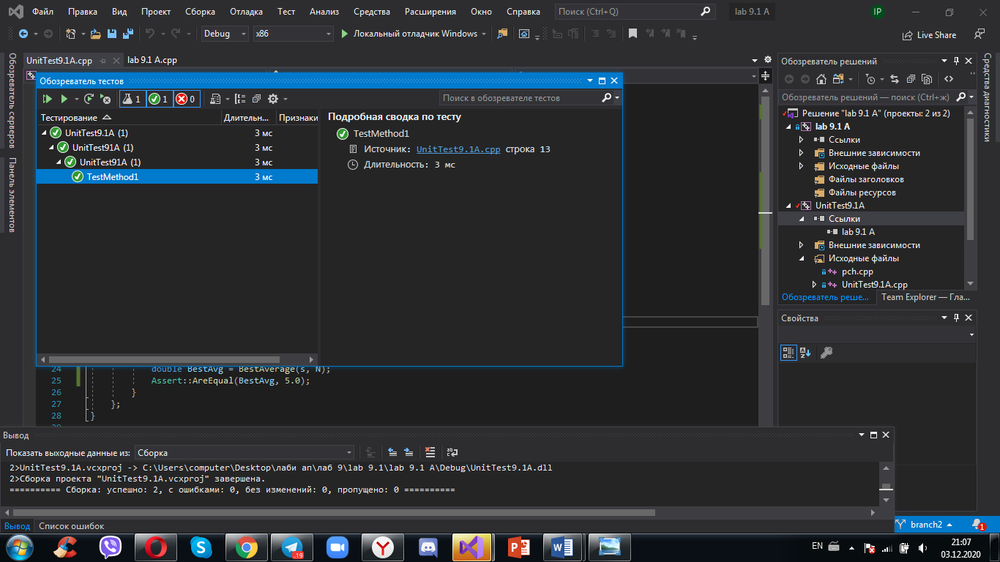 Файл Правка Вид Проект Сборка Отладка Тест Анализ Средства Расширения Окно Справка Поиск (Ctrl+Q) lab 9.1 A IP
Debug x86 Локальный отладчик Windows Live Share
Обозреватель серверов
Панель элементов
UnitTest9.1A.cpp lab 9.1 A.cpp
Обозреватель тестов
1 1 0 Поиск в обозревателе тестов
Тестирование Длительн... Признаки
UnitTest9.1A (1) 3 мс
UnitTest91A (1) 3 мс
UnitTest91A (1) 3 мс
TestMethod1 3 мс
Подробная сводка по тесту
TestMethod1
Источник: UnitTest9.1A.cpp строка 13
Длительность: 3 мс
24 double BestAvg = BestAverage(s, N);
25 Assert::AreEqual(BestAvg, 5.0);
26 }
27 };
28 }
Обозреватель решений
Обозреватель решений — поиск (Ctrl+ж)
Решение "lab 9.1 A" (проекты: 2 из 2)
lab 9.1 A
Ссылки
Внешние зависимости
Исходные файлы
Файлы заголовков
Файлы ресурсов
UnitTest9.1A
Ссылки
lab 9.1 A
Внешние зависимости
Исходные файлы
pch.cpp
UnitTest9.1A.cpp
Обозреватель реше... Team Explorer — Гла...
Свойства
Средства диагностики
Вывод
Показать выходные данные из: Сборка
2>UnitTest9.1A.vcxproj -> C:\Users\computer\Desktop\лаби ап\лаб 9\lab 9.1\lab 9.1 A\Debug\UnitTest9.1A.dll
2>Сборка проекта "UnitTest9.1A.vcxproj" завершена.
========== Сборка: успешно: 2, с ошибками: 0, без изменений: 0, пропущено: 0 ==========
Вывод Список ошибок
branch2 1
19
EN 21:07
03.12.2020